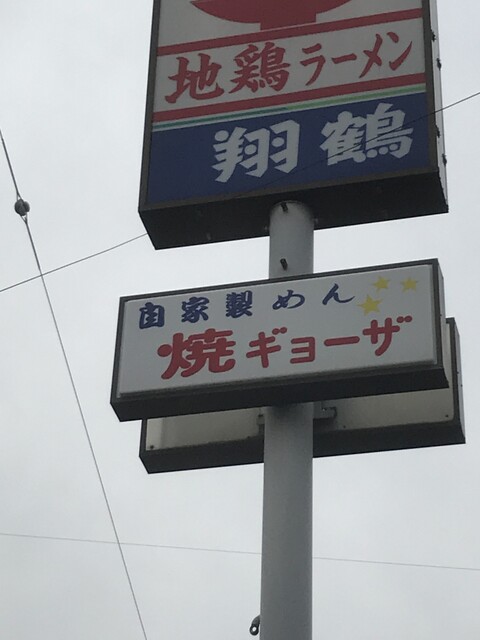 地鶏ラーメン
翔鶴
自家製めん
焼ギョーザ